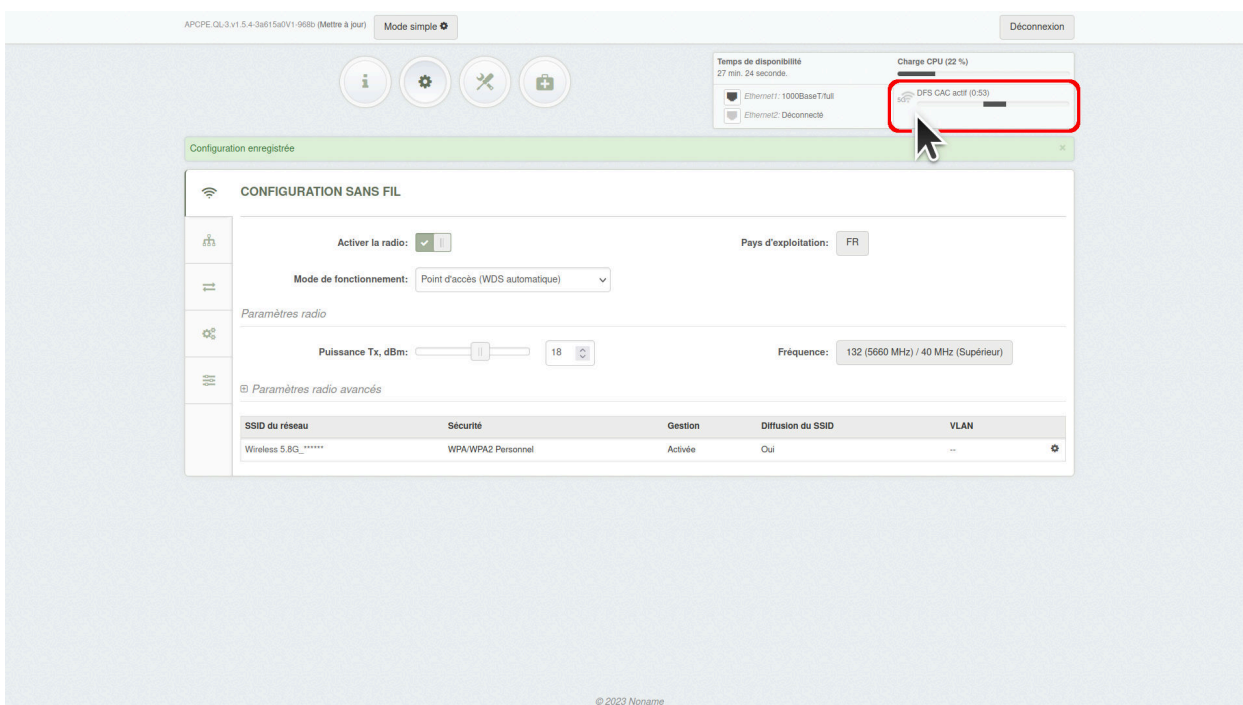 APCPE.QL-3.v1.5.4-3a615a0V1-968b (Mettre à jour) Mode simple Déconnexion
Temps de disponibilité Charge CPU (22 %)
27 min. 24 seconde.
Ethernet1: 1000BaseT/full DFS CAC actif (0:53)
5G
Ethernet2: Déconnecté
Configuration enregistrée ×
CONFIGURATION SANS FIL
Activer la radio: Pays d'exploitation: FR
Mode de fonctionnement: Point d'accès (WDS automatique)
Paramètres radio
Puissance Tx, dBm: 18 Fréquence: 132 (5660 MHz) / 40 MHz (Supérieur)
Paramètres radio avancés
SSID du réseau Sécurité Gestion Diffusion du SSID VLAN
Wireless 5.8G_****** WPA/WPA2 Personnel Activée Oui --
© 2023 Noname